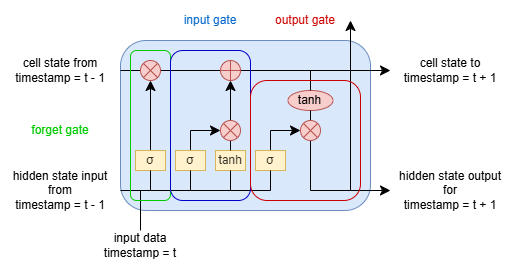 input gate
output gate
cell state from
timestamp = t - 1
cell state to
timestamp = t + 1
tanh
forget gate
σ
σ
tanh
σ
hidden state input
from
timestamp = t - 1
hidden state output
for
timestamp = t + 1
input data
timestamp = t